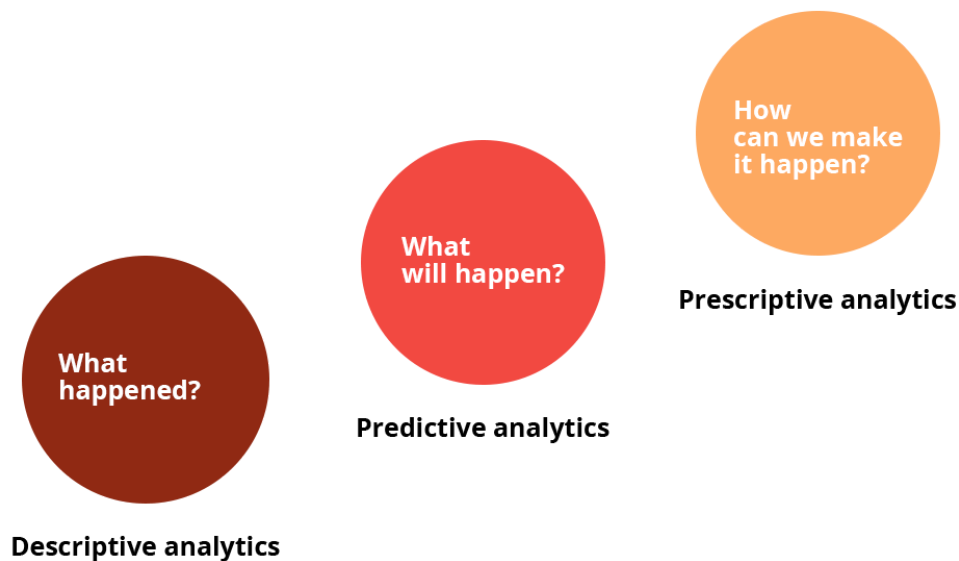 What
happened?
Descriptive analytics
What
will happen?
Predictive analytics
How
can we make
it happen?
Prescriptive analytics